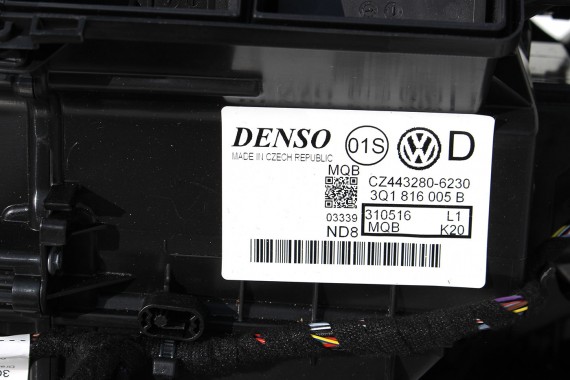 DENSO 01S D
MADE IN CZECH REPUBLIC
MQB
CZ443280-6230
3Q1 816 005 B
03339 310516 L1
ND8 MQB K20